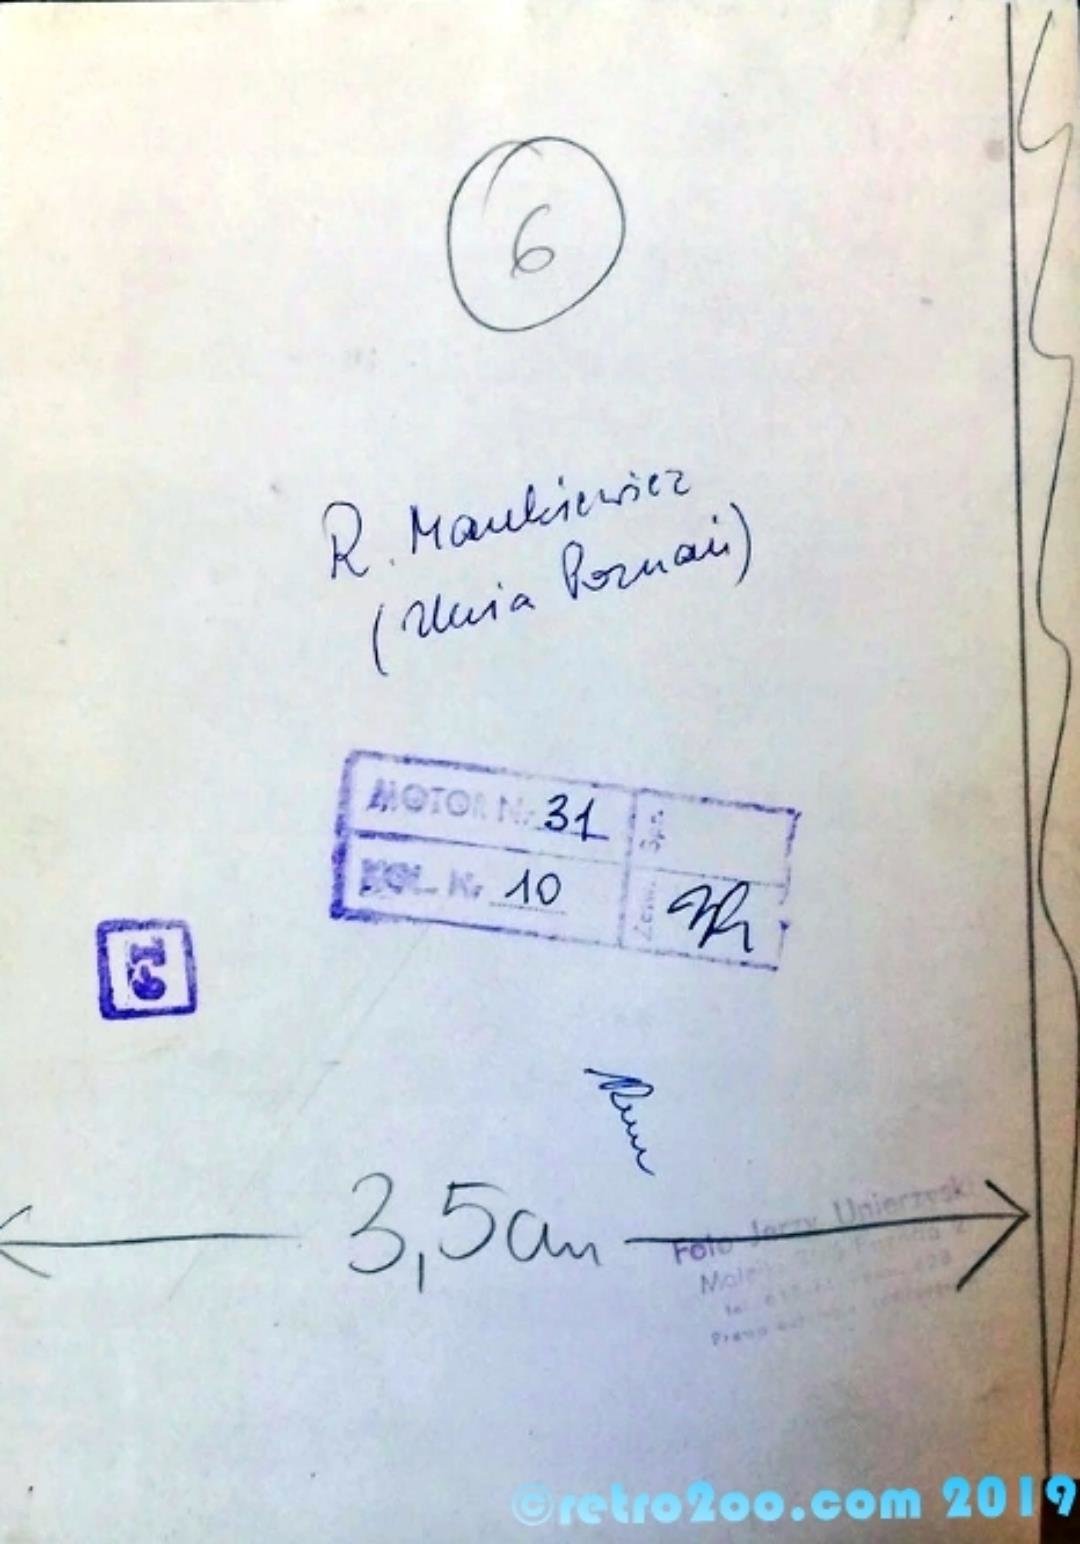 6
R. Mankiewicz
(Unia Poznań)
MOTOR Nr 31
KOL. Nr 10
3,5cm
Foto Jerzy Unierzyski
©retro2oo.com 2019